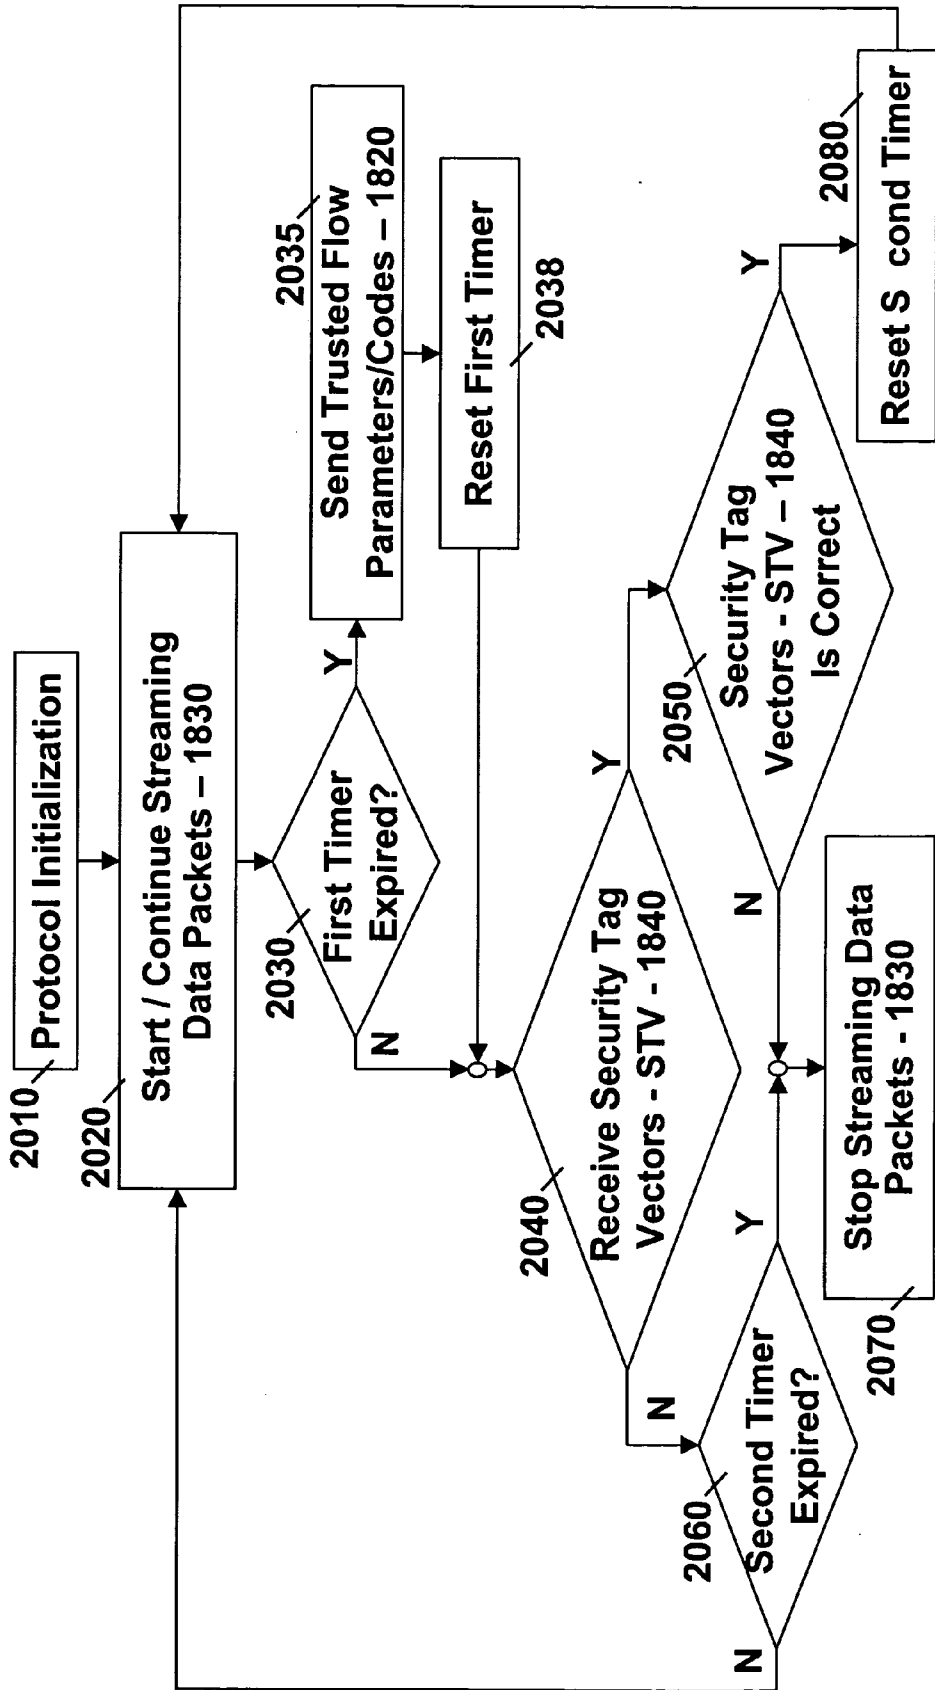 2010
Protocol Initialization
2020
Start / Continue Streaming
Data Packets – 1830
2030
First Timer
Expired?
Y
N
2035
Send Trusted Flow
Parameters/Codes – 1820
Reset First Timer
2038
2040
Receive Security Tag
Vectors - STV - 1840
Y
N
2050
Security Tag
Vectors - STV – 1840
Is Correct
Y
N
2060
Second Timer
Expired?
Y
N
2070
Stop Streaming Data
Packets - 1830
2080
Reset S cond Timer